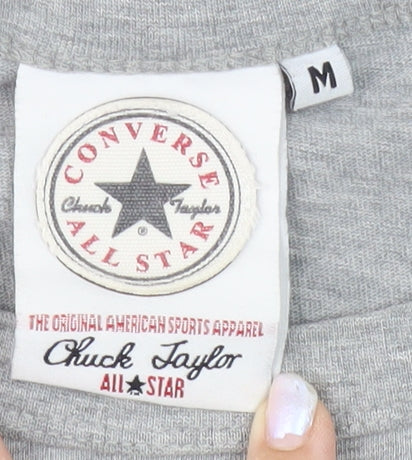 M
CONVERSE
Chuck Taylor
®
ALL STAR
THE ORIGINAL AMERICAN SPORTS APPAREL
Chuck Taylor
ALL★STAR